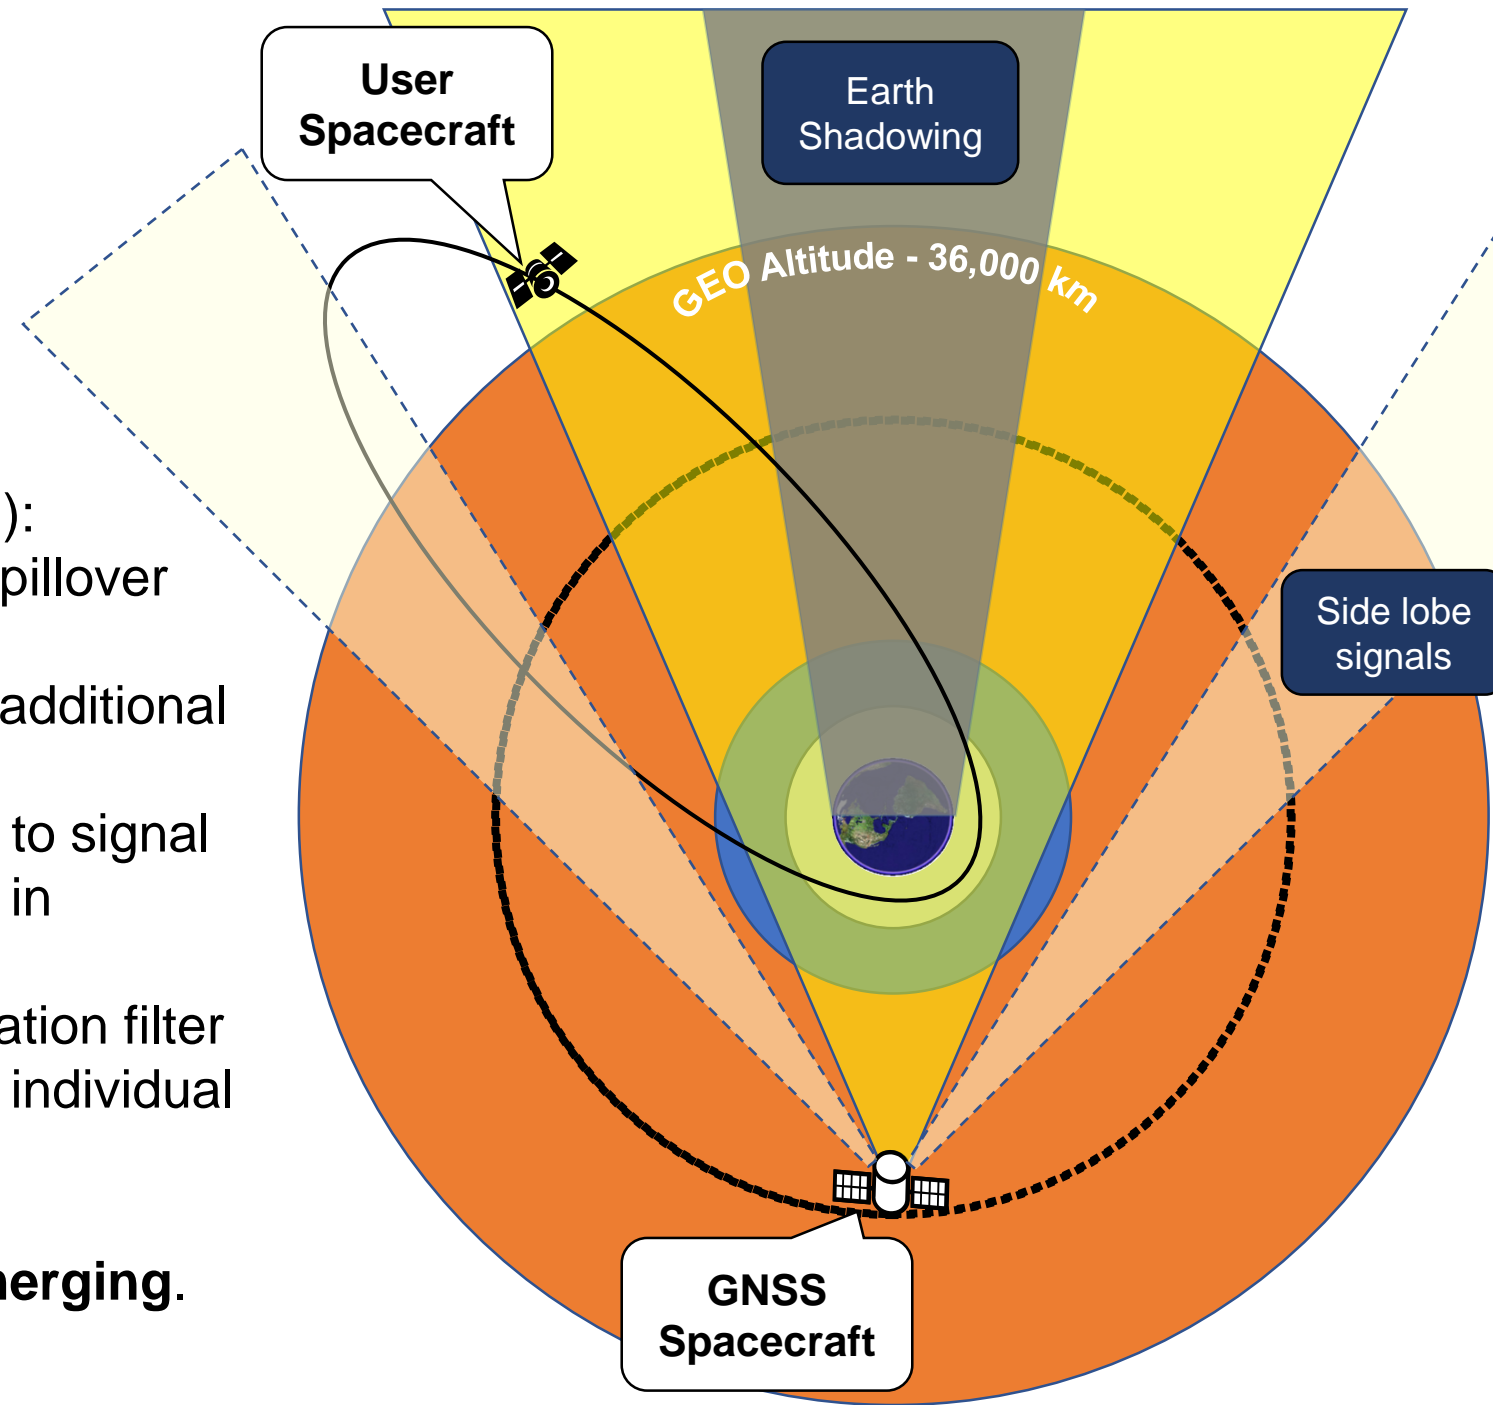 User
Spacecraft
Earth
Shadowing
GEO Altitude - 36,000 km
):
pillover
additional
to signal
in
ation filter
individual
nerging.
Side lobe
signals
GNSS
Spacecraft